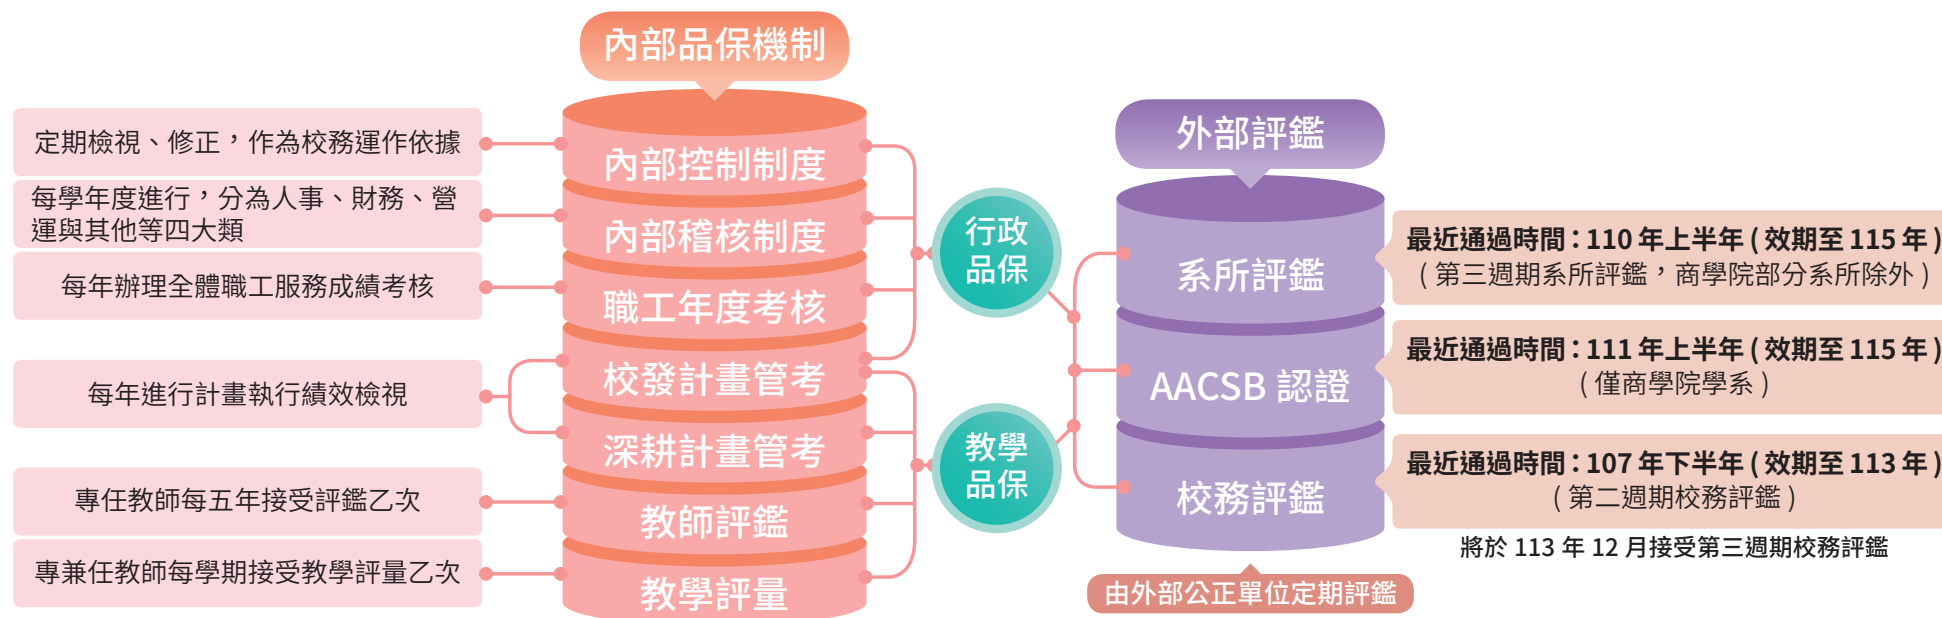 內部品保機制
定期檢視、修正，作為校務運作依據
每學年度進行，分為人事、財務、營
運與其他等四大類
每年辦理全體職工服務成績考核
每年進行計畫執行績效檢視
專任教師每五年接受評鑑乙次
專兼任教師每學期接受教學評量乙次
內部控制制度
內部稽核制度
職工年度考核
校發計畫管考
深耕計畫管考
教師評鑑
教學評量
行政
品保
教學
品保
外部評鑑
系所評鑑
AACSB 認證
校務評鑑
由外部公正單位定期評鑑
最近通過時間：110 年上半年 ( 效期至 115 年 )
( 第三週期系所評鑑，商學院部分系所除外 )
最近通過時間：111 年上半年 ( 效期至 115 年 )
( 僅商學院學系 )
最近通過時間：107 年下半年 ( 效期至 113 年 )
( 第二週期校務評鑑 )
將於 113 年 12 月接受第三週期校務評鑑